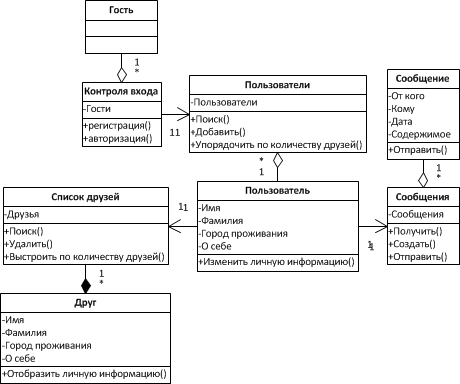 Гость
1
*
Контроля входа
-Гости
+регистрация()
+авторизация()
11
Пользователи
-Пользователи
+Поиск()
+Добавить()
+Упорядочить по количеству друзей()
*
1
Сообщение
-От кого
-Кому
-Дата
-Содержимое
+Отправить()
1
*
Сообщения
-Сообщения
+Получить()
+Создать()
+Отправить()
Пользователь
-Имя
-Фамилия
-Город проживания
-О себе
+Изменить личную информацию()
11
Список друзей
-Друзья
+Поиск()
+Удалить()
+Выстроить по количеству друзей()
1
*
Друг
-Имя
-Фамилия
-Город проживания
-О себе
+Отобразить личную информацию()